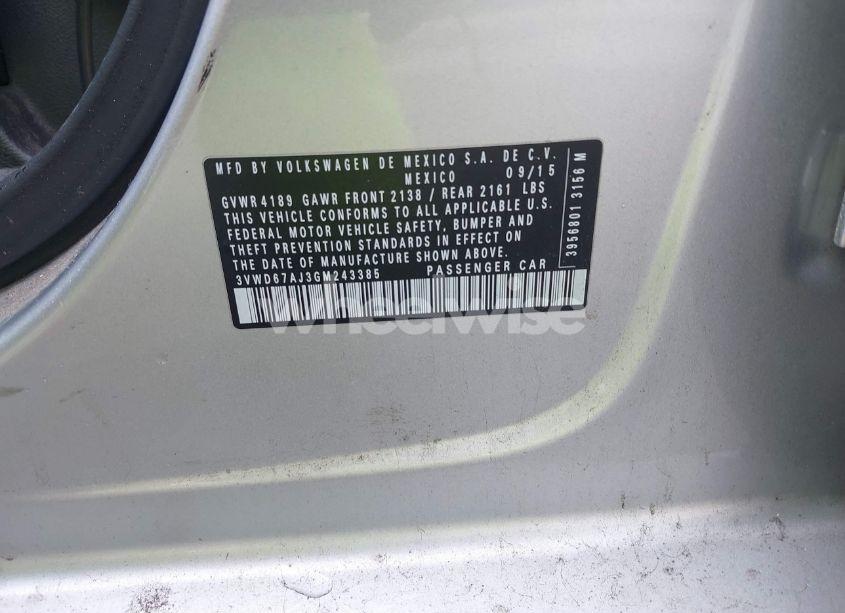 MFD BY VOLKSWAGEN DE MEXICO S.A. DE C.V.
MEXICO 09/15
GVWR 4189 GAWR FRONT 2138 / REAR 2161 LBS
THIS VEHICLE CONFORMS TO ALL APPLICABLE U.S.
FEDERAL MOTOR VEHICLE SAFETY, BUMPER AND
THEFT PREVENTION STANDARDS IN EFFECT ON
THE DATE OF MANUFACTURE SHOWN ABOVE.
3VWD67AJ3GM243385 PASSENGER CAR
3956801 3156 M
wheelwise